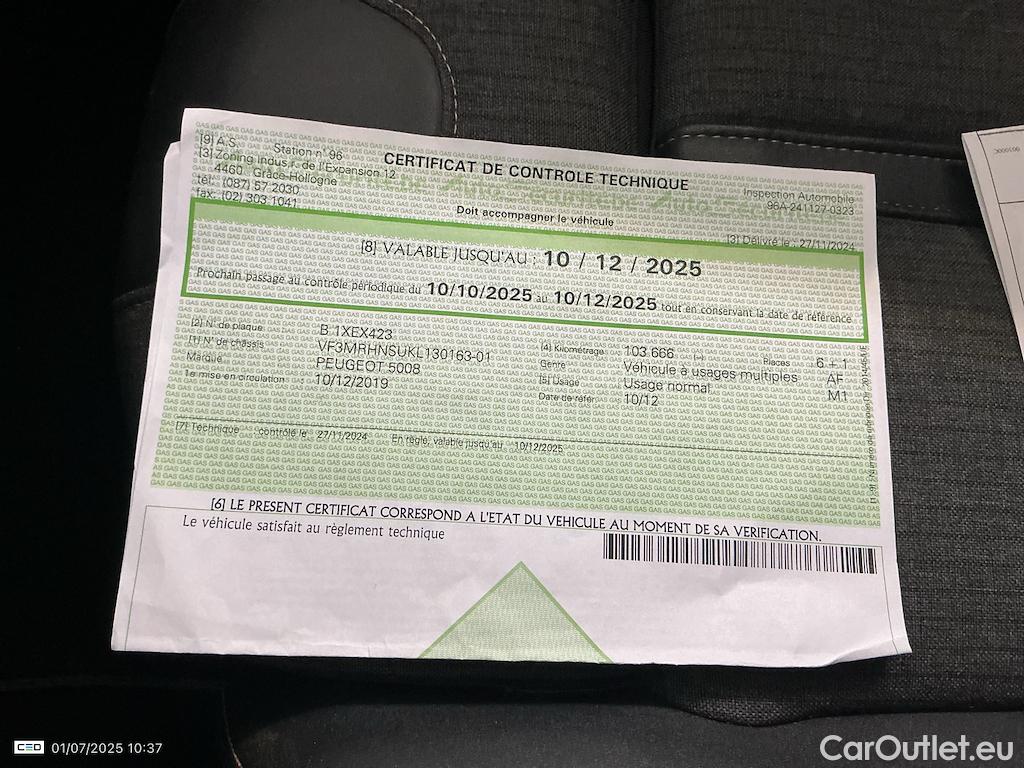 [9] A.S. Station n° 96
[3] Zoning indus.r. de l'Expansion 12
4460 Grâce-Hollogne
tél. (087) 57 2030
fax. (02) 303 1041
CERTIFICAT DE CONTROLE TECHNIQUE
Doit accompagner le véhicule
Inspection Automobile
96A-241127-0323
[3] Délivré le : 27/11/2024
[8] VALABLE JUSQU'AU : 10 / 12 / 2025
Prochain passage au contrôle périodique du 10/10/2025 au 10/12/2025 tout en conservant la date de référence
[2] N° de plaque : B 1XEX423
[1] N° de châssis : VF3MRHNSUKL130163-01
Marque : PEUGEOT 5008
1e mise en circulation : 10/12/2019
[4] Kilométrage : 103 666 [-] Places 6 + 1
Genre : Véhicule à usages multiples AF
[5] Usage : Usage normal M1
Date de référ : 10/12
[7] Technique contrôlé le : 27/11/2024 En règle, valable jusqu'au 10/12/2025
[6] LE PRESENT CERTIFICAT CORRESPOND A L'ETAT DU VEHICULE AU MOMENT DE SA VERIFICATION.
Le véhicule satisfait au règlement technique
01/07/2025 10:37
CarOutlet.eu